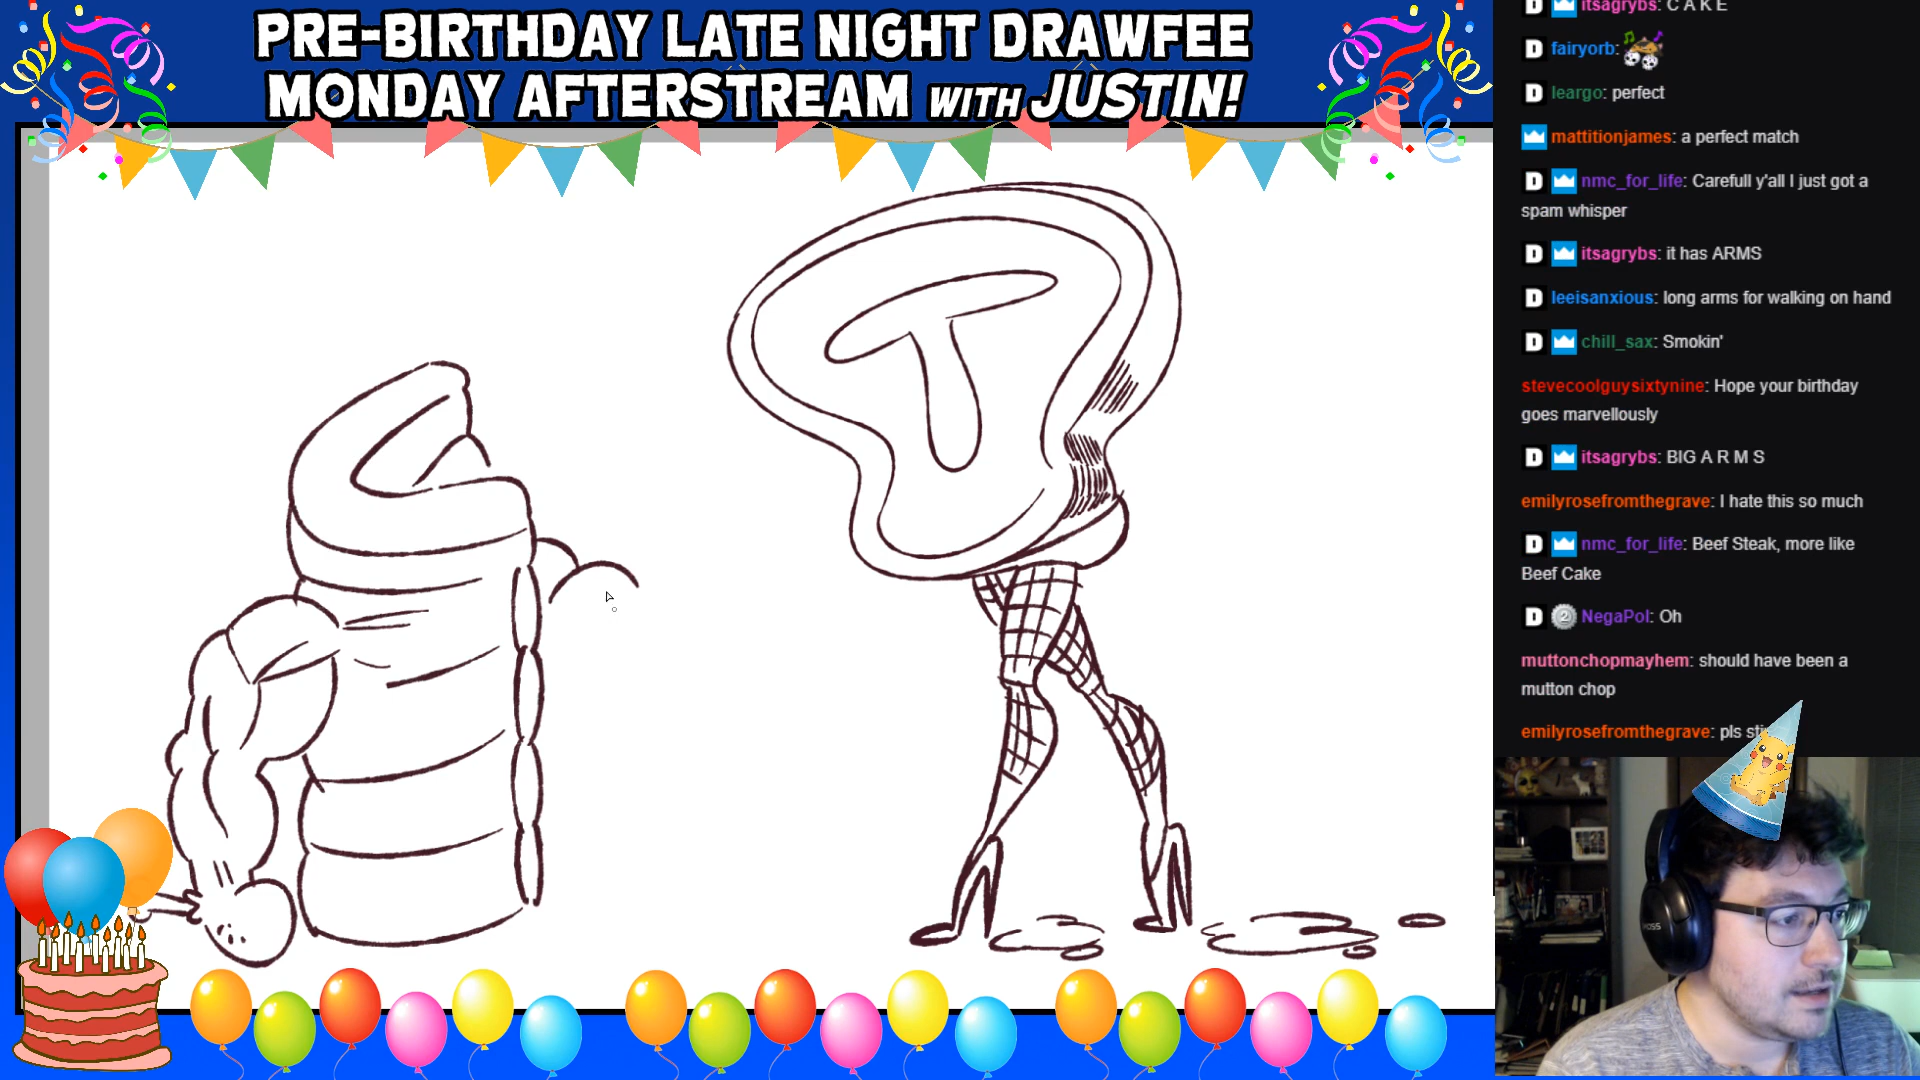 PRE-BIRTHDAY LATE NIGHT DRAWFEE
MONDAY AFTERSTREAM WITH JUSTIN!
itsagrybs: C A K E
fairyorb:
leargo: perfect
mattitionjames: a perfect match
nmc_for_life: Carefull y'all I just got a
spam whisper
itsagrybs: it has ARMS
leeisanxious: long arms for walking on hand
chill_sax: Smokin'
stevecoolguysixtynine: Hope your birthday
goes marvellously
itsagrybs: BIG A R M S
emilyrosefromthegrave: I hate this so much
nmc_for_life: Beef Steak, more like
Beef Cake
2 NegaPol: Oh
muttonchopmayhem: should have been a
mutton chop
emilyrosefromthegrave: pls
KOSS